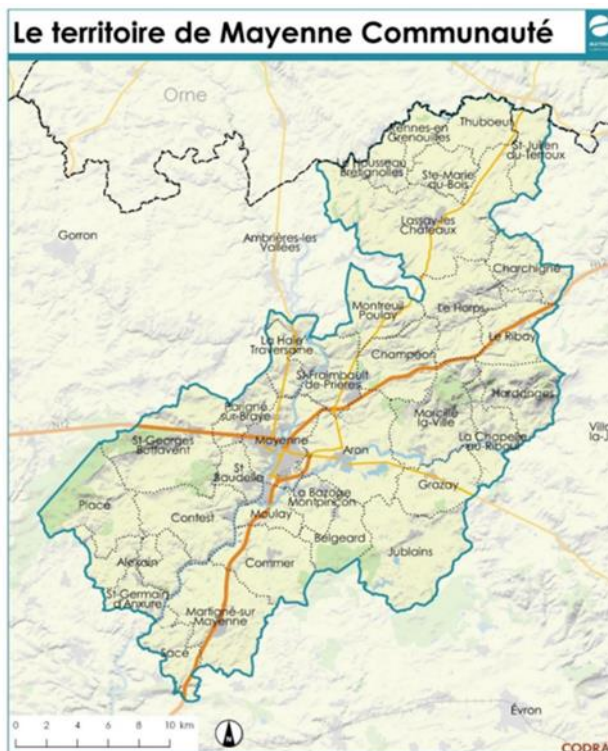 Le territoire de Mayenne Communauté
Orne
Thuboeuf
Rennes-en
Grenouilles
St-Julien
du-Terroux
Le Housseau
Brétignolles
Ste-Marie
du-Bois
Gorron
Ambrières-les
Vallées
Lassay-les
Châteaux
Charchigné
Montreuil
Poulay
Le Horps
Le Ribay
La Haie
Traversaine
Champéon
St-Fraimbault
de-Prières
Hardanges
Parigné
sur-Braye
Marcillé
la-Ville
N12
St-Georges
Buttavent
Mayenne
Aron
La Chapelle
au-Riboul
St
Baudelle
Grazay
La Bazoge
Montpinçon
Placé
Contest
Moulay
Belgeard
Jublains
Alexain
Commer
St-Germain
d'Anxure
Martigné-sur
Mayenne
Sacé
Évron
0 2 4 6 8 10 km
N